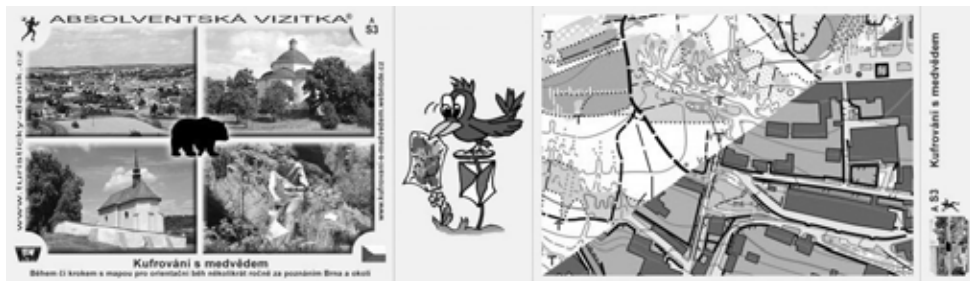 ABSOLVENTSKÁ VIZITKA®
A
S3
www.turisticky-denik.cz
www.kufrovani-s-medvedem.webnode.cz
Kufrování s medvědem
Během či krokem s mapou pro orientační běh několikrát ročně za poznáním Brna a okolí
Kufrování s medvědem
A S3